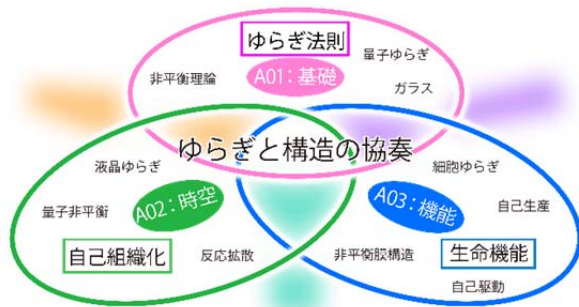 ゆらぎ法則
量子ゆらぎ
非平衡理論
A01：基礎
ガラス
ゆらぎと構造の協奏
液晶ゆらぎ
細胞ゆらぎ
量子非平衡
A02：時空
A03：機能
自己生産
自己組織化
反応拡散
非平衡膜構造
生命機能
自己駆動